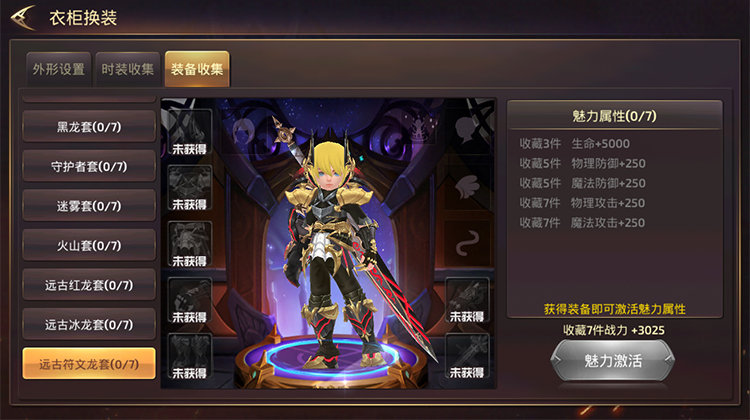 衣柜换装
外形设置
时装收集
装备收集
黑龙套(0/7)
守护者套(0/7)
迷雾套(0/7)
火山套(0/7)
远古红龙套(0/7)
远古冰龙套(0/7)
远古符文龙套(0/7)
未获得
未获得
未获得
未获得
未获得
未获得
未获得
魅力属性(0/7)
收藏3件 生命+5000
收藏5件 物理防御+250
收藏5件 魔法防御+250
收藏7件 物理攻击+250
收藏7件 魔法攻击+250
获得装备即可激活魅力属性
收藏7件战力 +3025
魅力激活